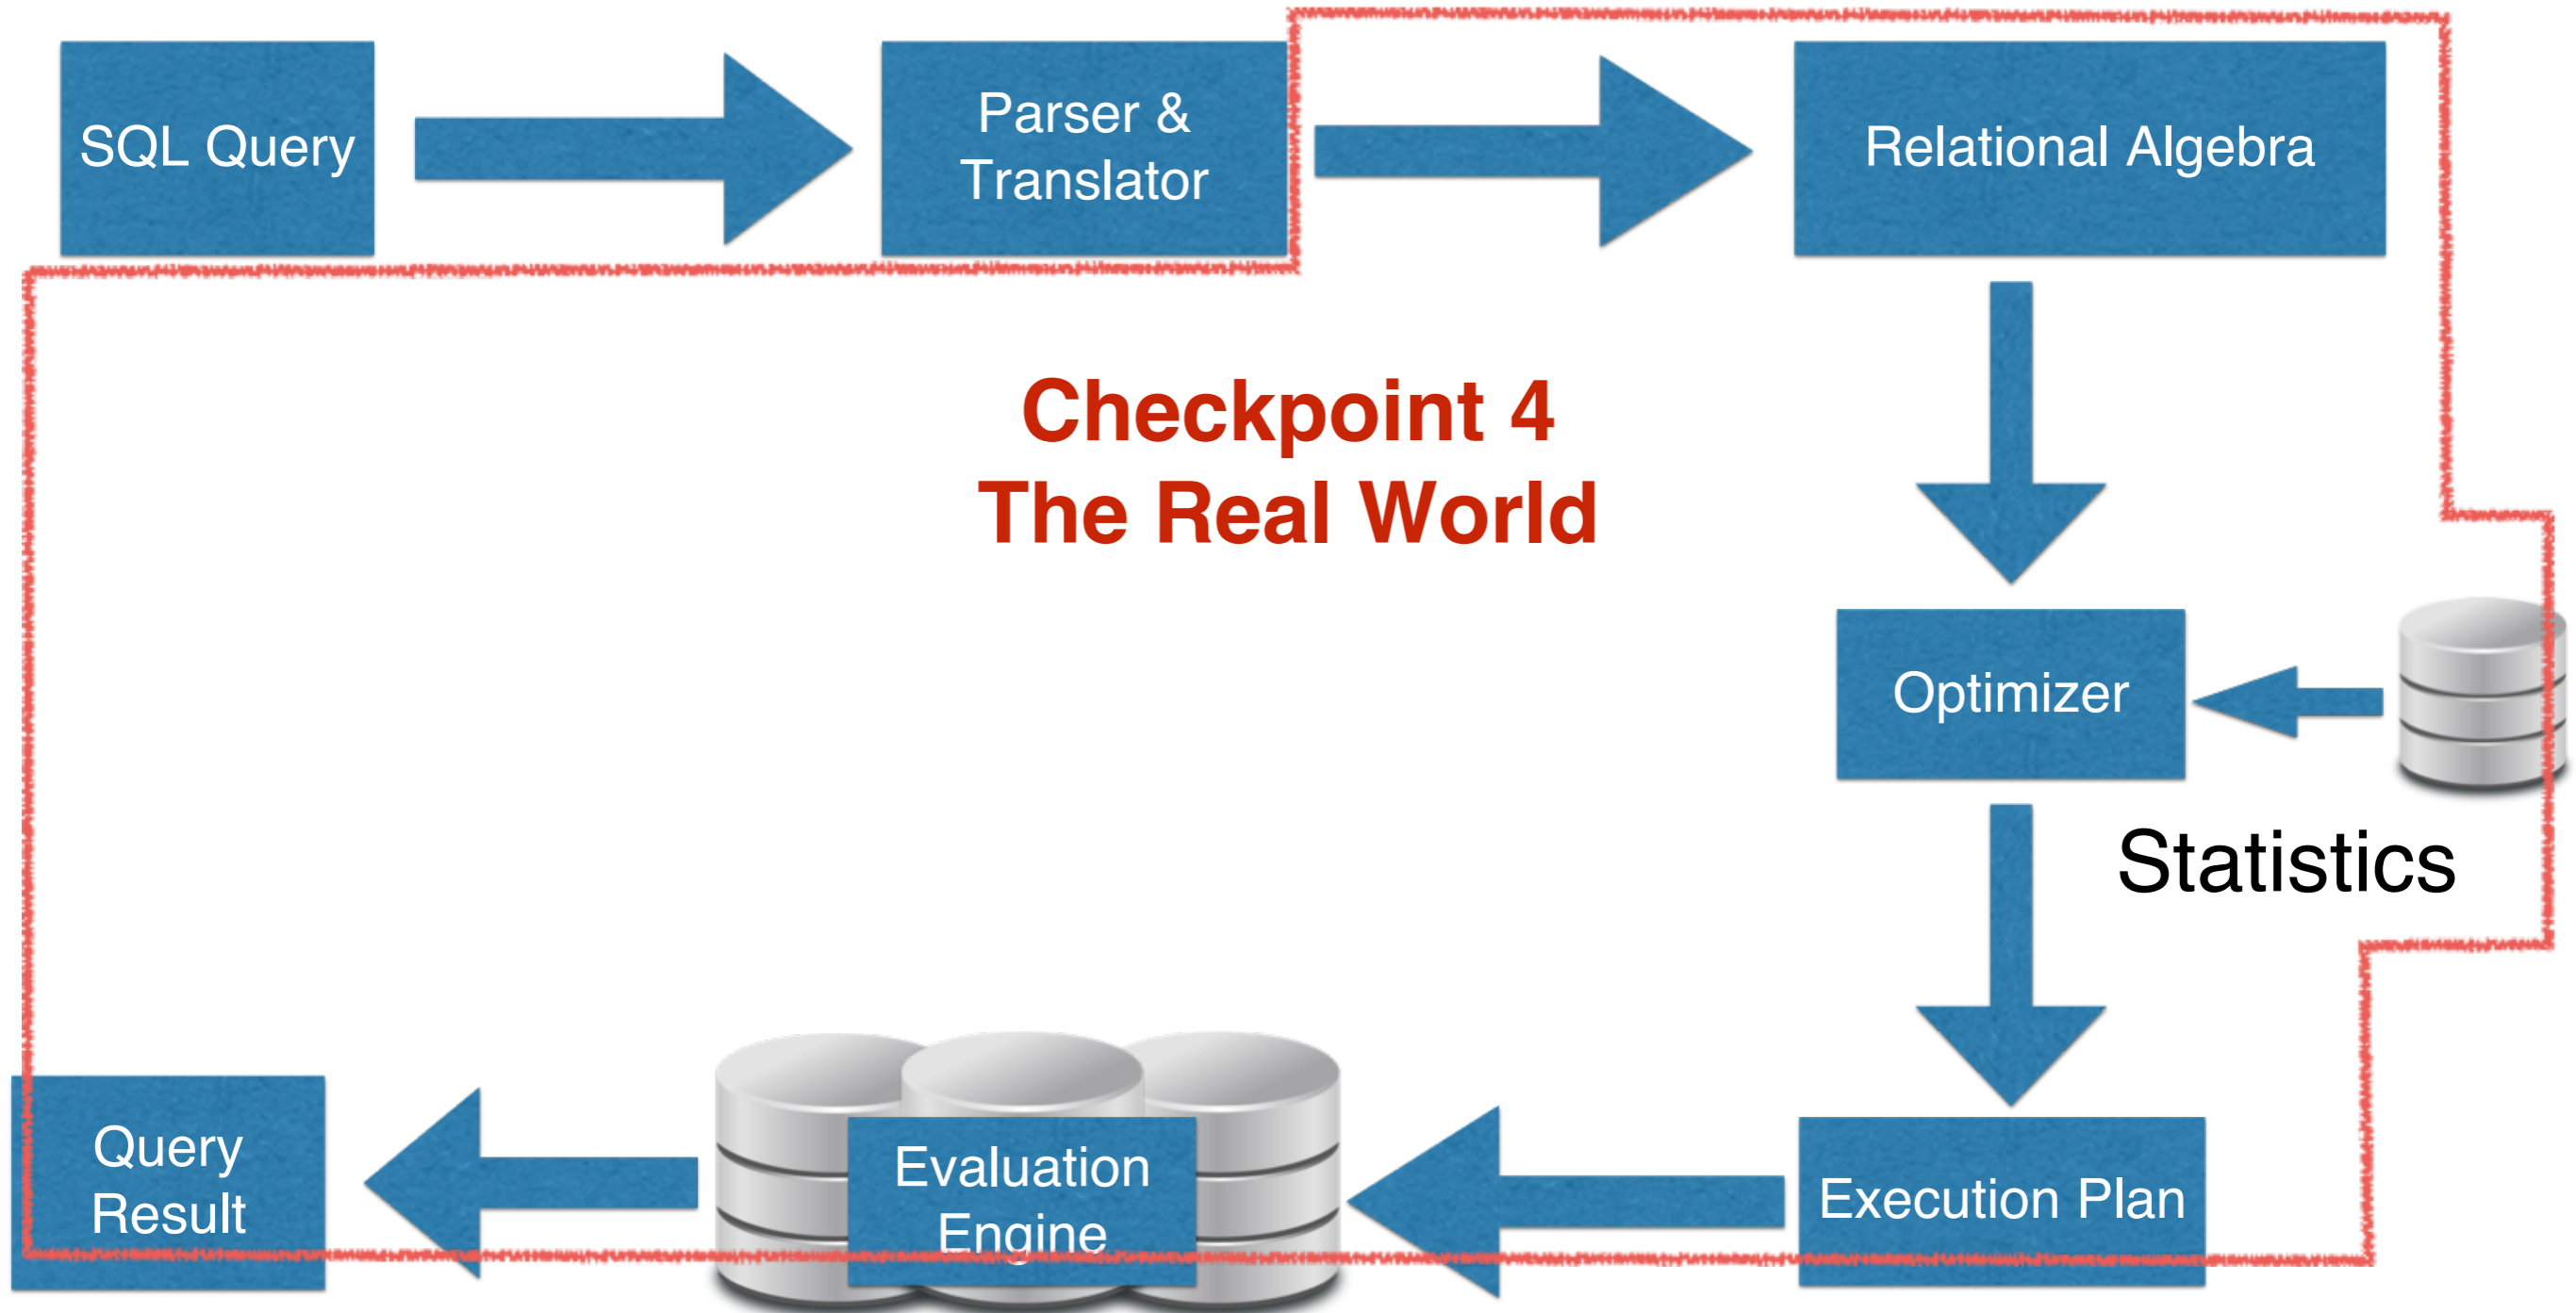 SQL Query
Parser &
Translator
Relational Algebra
Checkpoint 4
The Real World
Optimizer
Statistics
Query
Result
Evaluation
Engine
Execution Plan